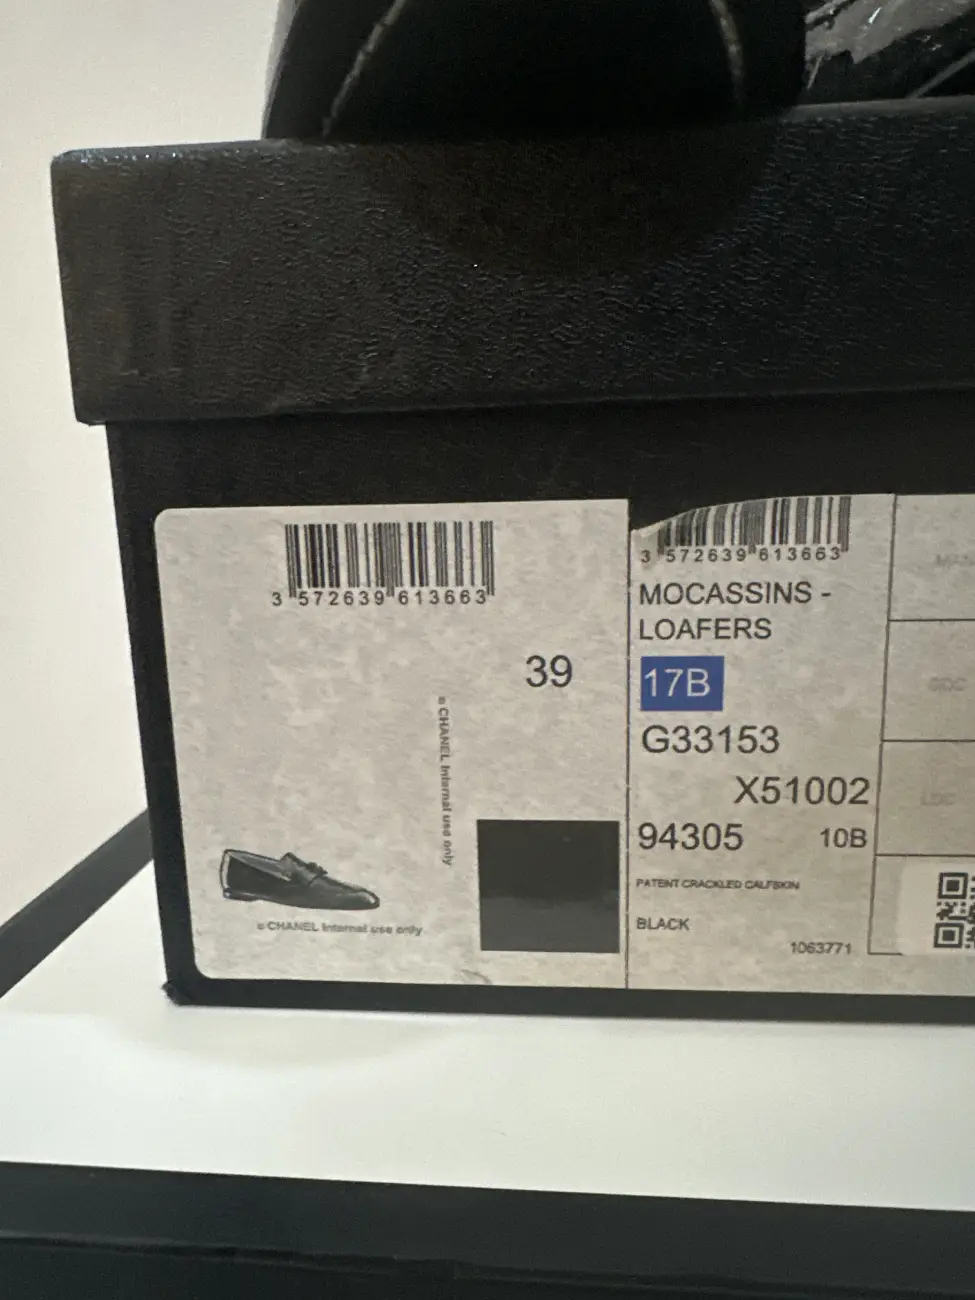 3 572639 613663
39
© CHANEL Internal use only
© CHANEL Internal use only
3 572639 613663
MOCASSINS -
LOAFERS
17B
G33153
X51002
94305 10B
PATENT CRACKLED CALFSKIN
BLACK
1063771